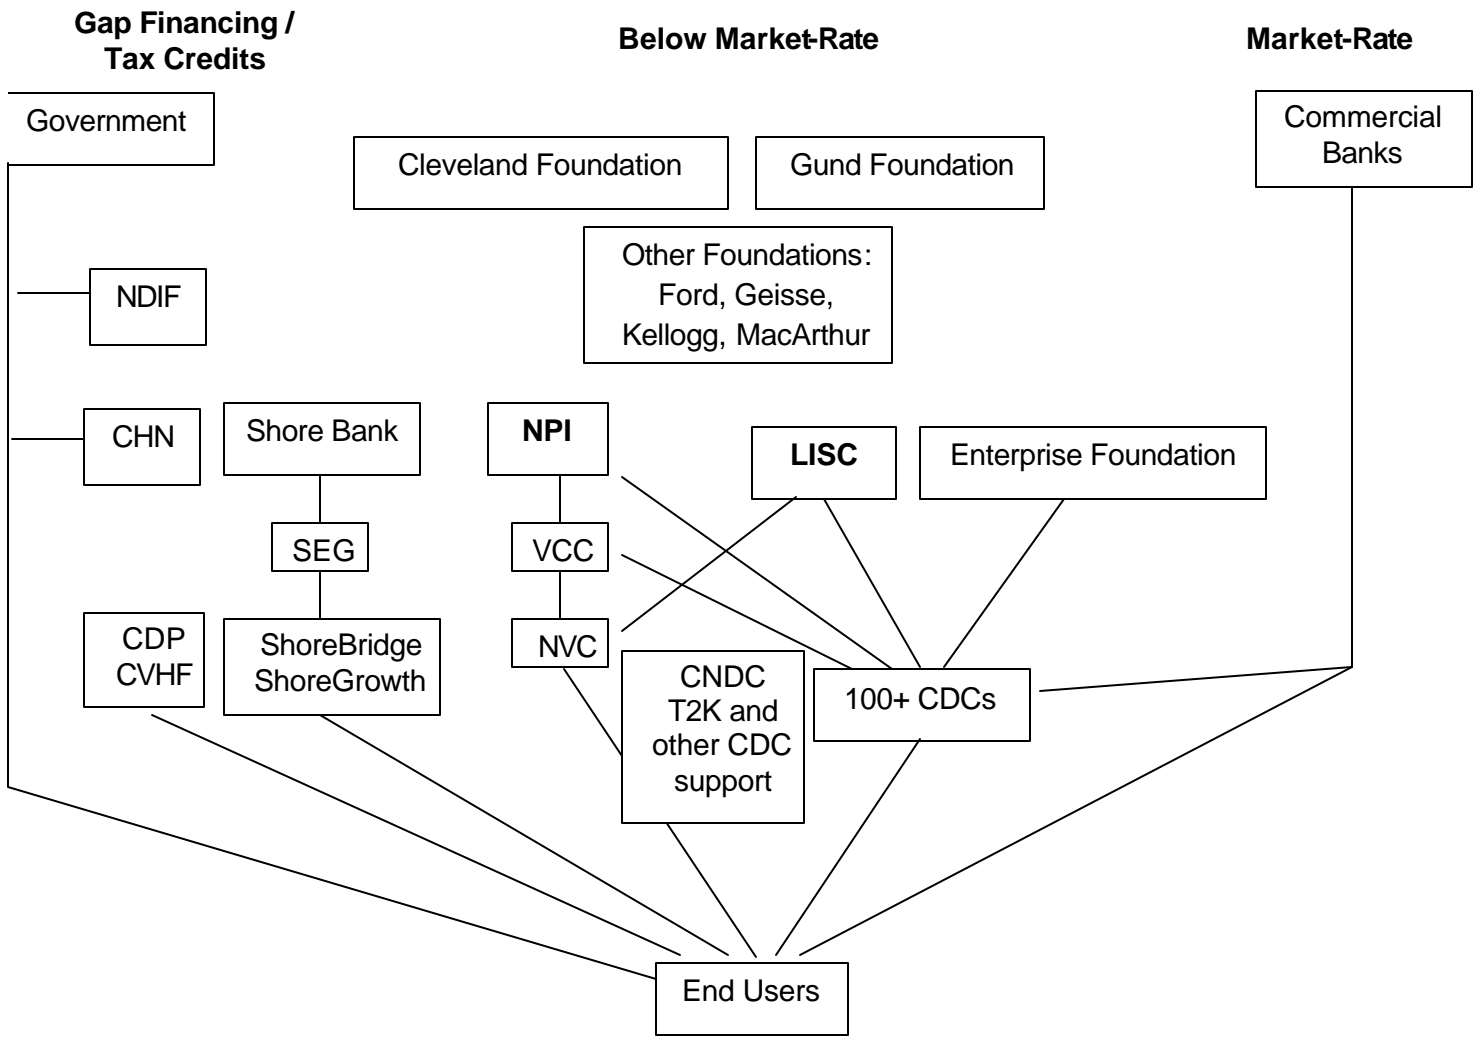 Gap Financing /
Tax Credits
Below Market-Rate
Market-Rate
Government
Commercial
Banks
Cleveland Foundation
Gund Foundation
Other Foundations:
Ford, Geisse,
Kellogg, MacArthur
NDIF
CHN
Shore Bank
NPI
LISC
Enterprise Foundation
SEG
VCC
CDP
CVHF
ShoreBridge
ShoreGrowth
NVC
CNDC
T2K and
other CDC
support
100+ CDCs
End Users